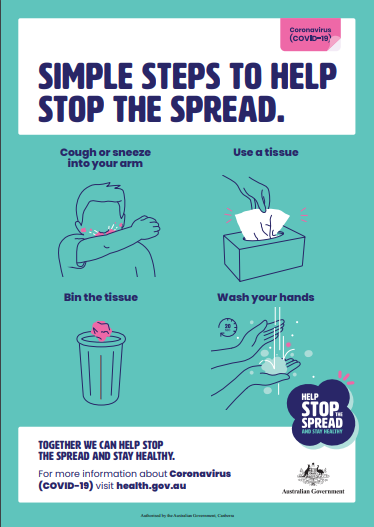 Coronavirus
(COVID-19)
SIMPLE STEPS TO HELP
STOP THE SPREAD.
Cough or sneeze
into your arm
Use a tissue
Bin the tissue
Wash your hands
20
HELP
STOP THE
SPREAD
AND STAY HEALTHY
TOGETHER WE CAN HELP STOP
THE SPREAD AND STAY HEALTHY.
For more information about Coronavirus
(COVID-19) visit health.gov.au
Australian Government
Authorised by the Australian Government, Canberra